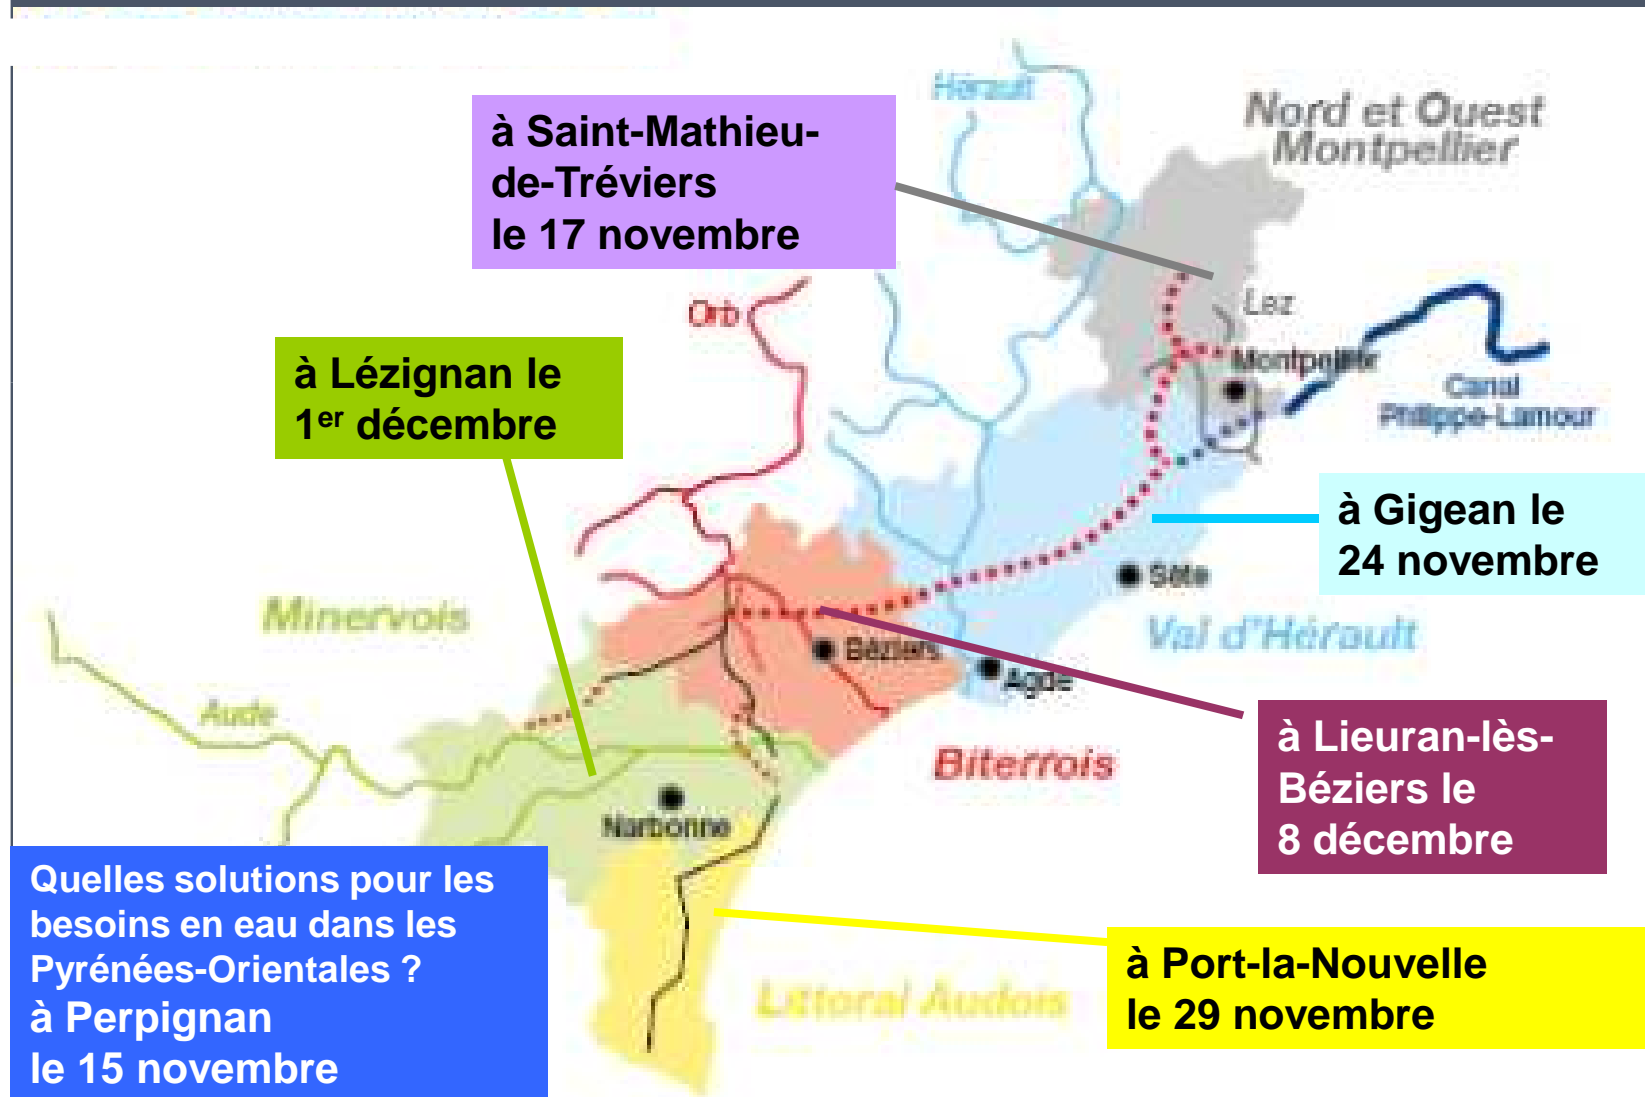 Hérault
Nord et Ouest
Montpellier
à Saint-Mathieu-
de-Tréviers
le 17 novembre
Orb
Lez
à Lézignan le
1er décembre
Montpellier
Canal
Philippe-Lamour
à Gigean le
24 novembre
Sète
Minervois
Val d'Hérault
Béziers
Agde
Aude
à Lieuran-lès-
Béziers le
8 décembre
Biterrois
Narbonne
Quelles solutions pour les
besoins en eau dans les
Pyrénées-Orientales ?
à Perpignan
le 15 novembre
Littoral Audois
à Port-la-Nouvelle
le 29 novembre